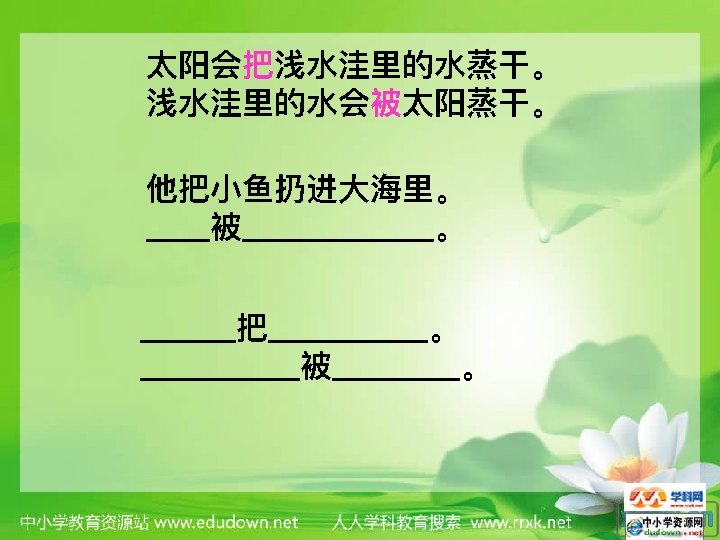 太阳会把浅水洼里的水蒸干。
浅水洼里的水会被太阳蒸干。
他把小鱼扔进大海里。
____被____________。
______把__________。
__________被________。
中小学教育资源站 www.edudown.net 人人学科教育搜索 www.rrxk.net
学科网
www.rrxk.net
中小学资源网
edudown.net